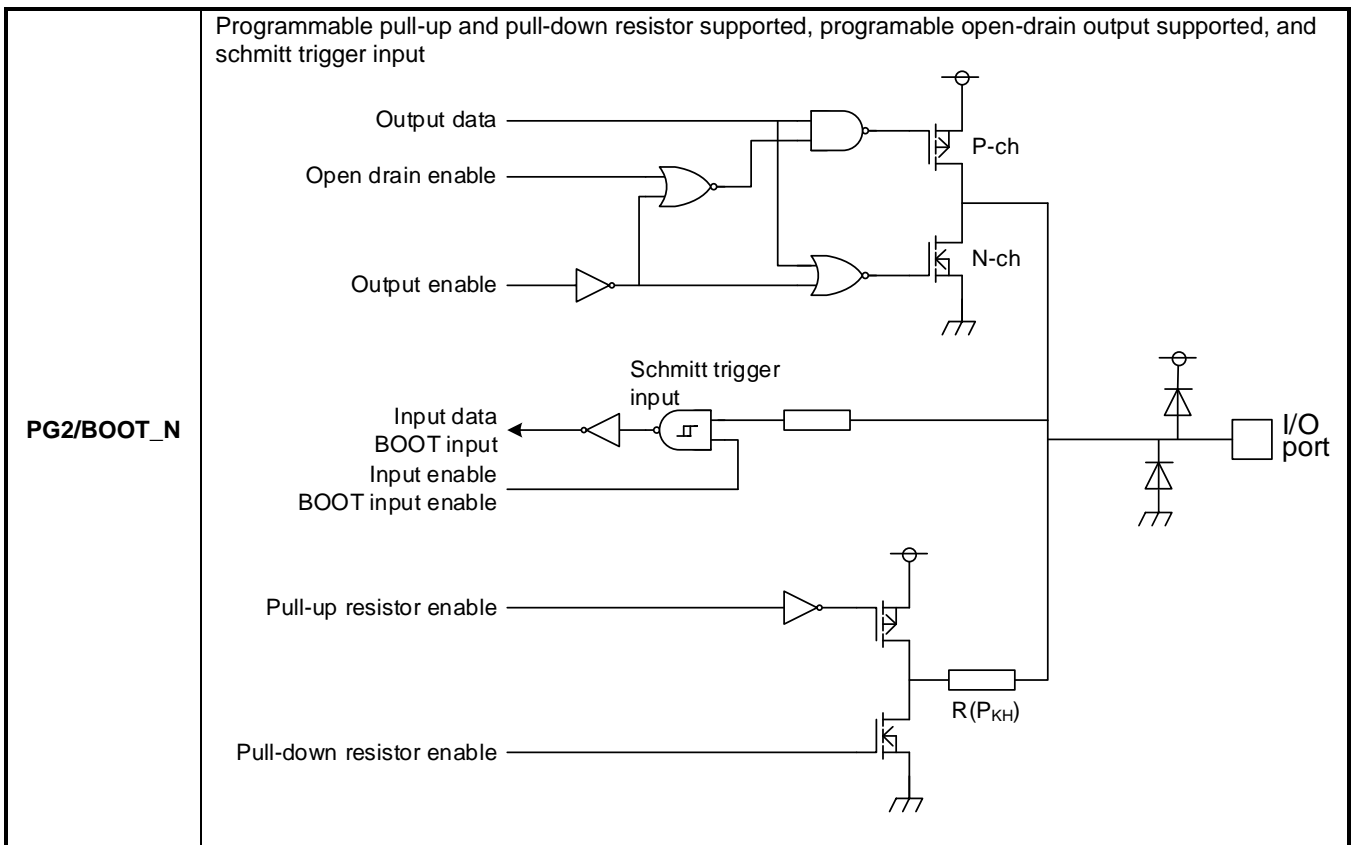 Programmable pull-up and pull-down resistor supported, programable open-drain output supported, and
schmitt trigger input
Output data
P-ch
Open drain enable
N-ch
Output enable
Schmitt trigger
input
Input data
BOOT input
PG2/BOOT_N
I/O
port
Input enable
BOOT input enable
Pull-up resistor enable
R(PKH)
Pull-down resistor enable